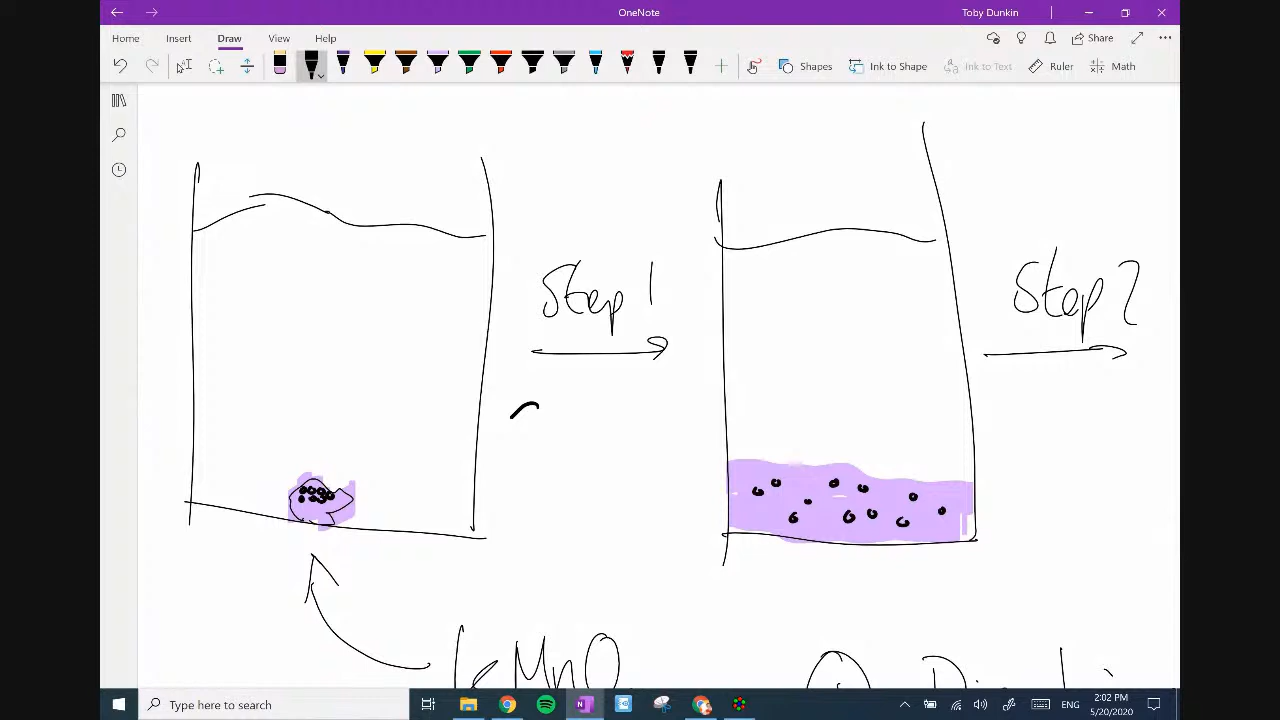 OneNote
Toby Dunkin
Home Insert Draw View Help
Share
Shapes Ink to Shape Ink to Text Ruler Math
Step 1
Step 2
KMnO
Type here to search
2:02 PM
ENG
5/20/2020